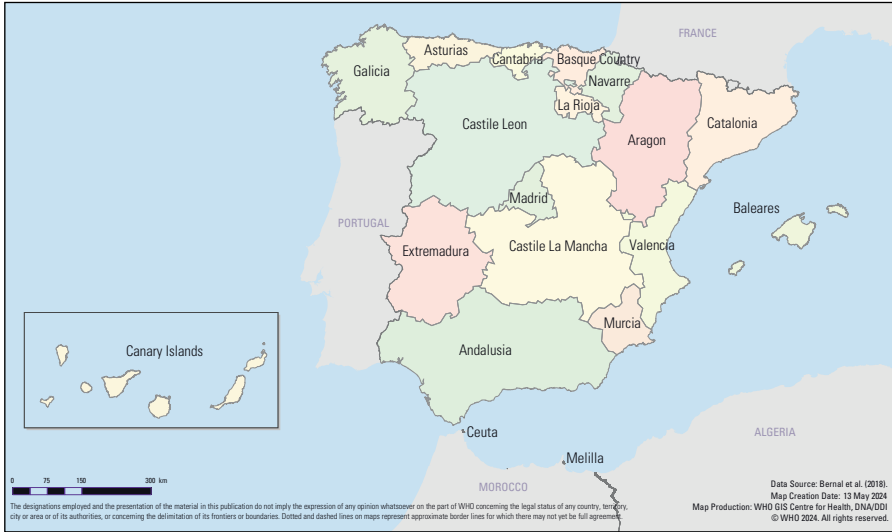 FRANCE
Asturias
Cantabria
Basque Country
Galicia
Navarre
La Rioja
Castile Leon
Catalonia
Aragon
Madrid
Baleares
PORTUGAL
Castile La Mancha
Valencia
Extremadura
Murcia
Canary Islands
Andalusia
Ceuta
ALGERIA
Melilla
MOROCCO
0 75 150 300 km
Data Source: Bernal et al. (2018).
Map Creation Date: 13 May 2024
Map Production: WHO GIS Centre for Health, DNA/DDI
© WHO 2024. All rights reserved.
The designations employed and the presentation of the material in this publication do not imply the expression of any opinion whatsoever on the part of WHO concerning the legal status of any country, territory,
city or area or of its authorities, or concerning the delimitation of its frontiers or boundaries. Dotted and dashed lines on maps represent approximate border lines for which there may not yet be full agreement.